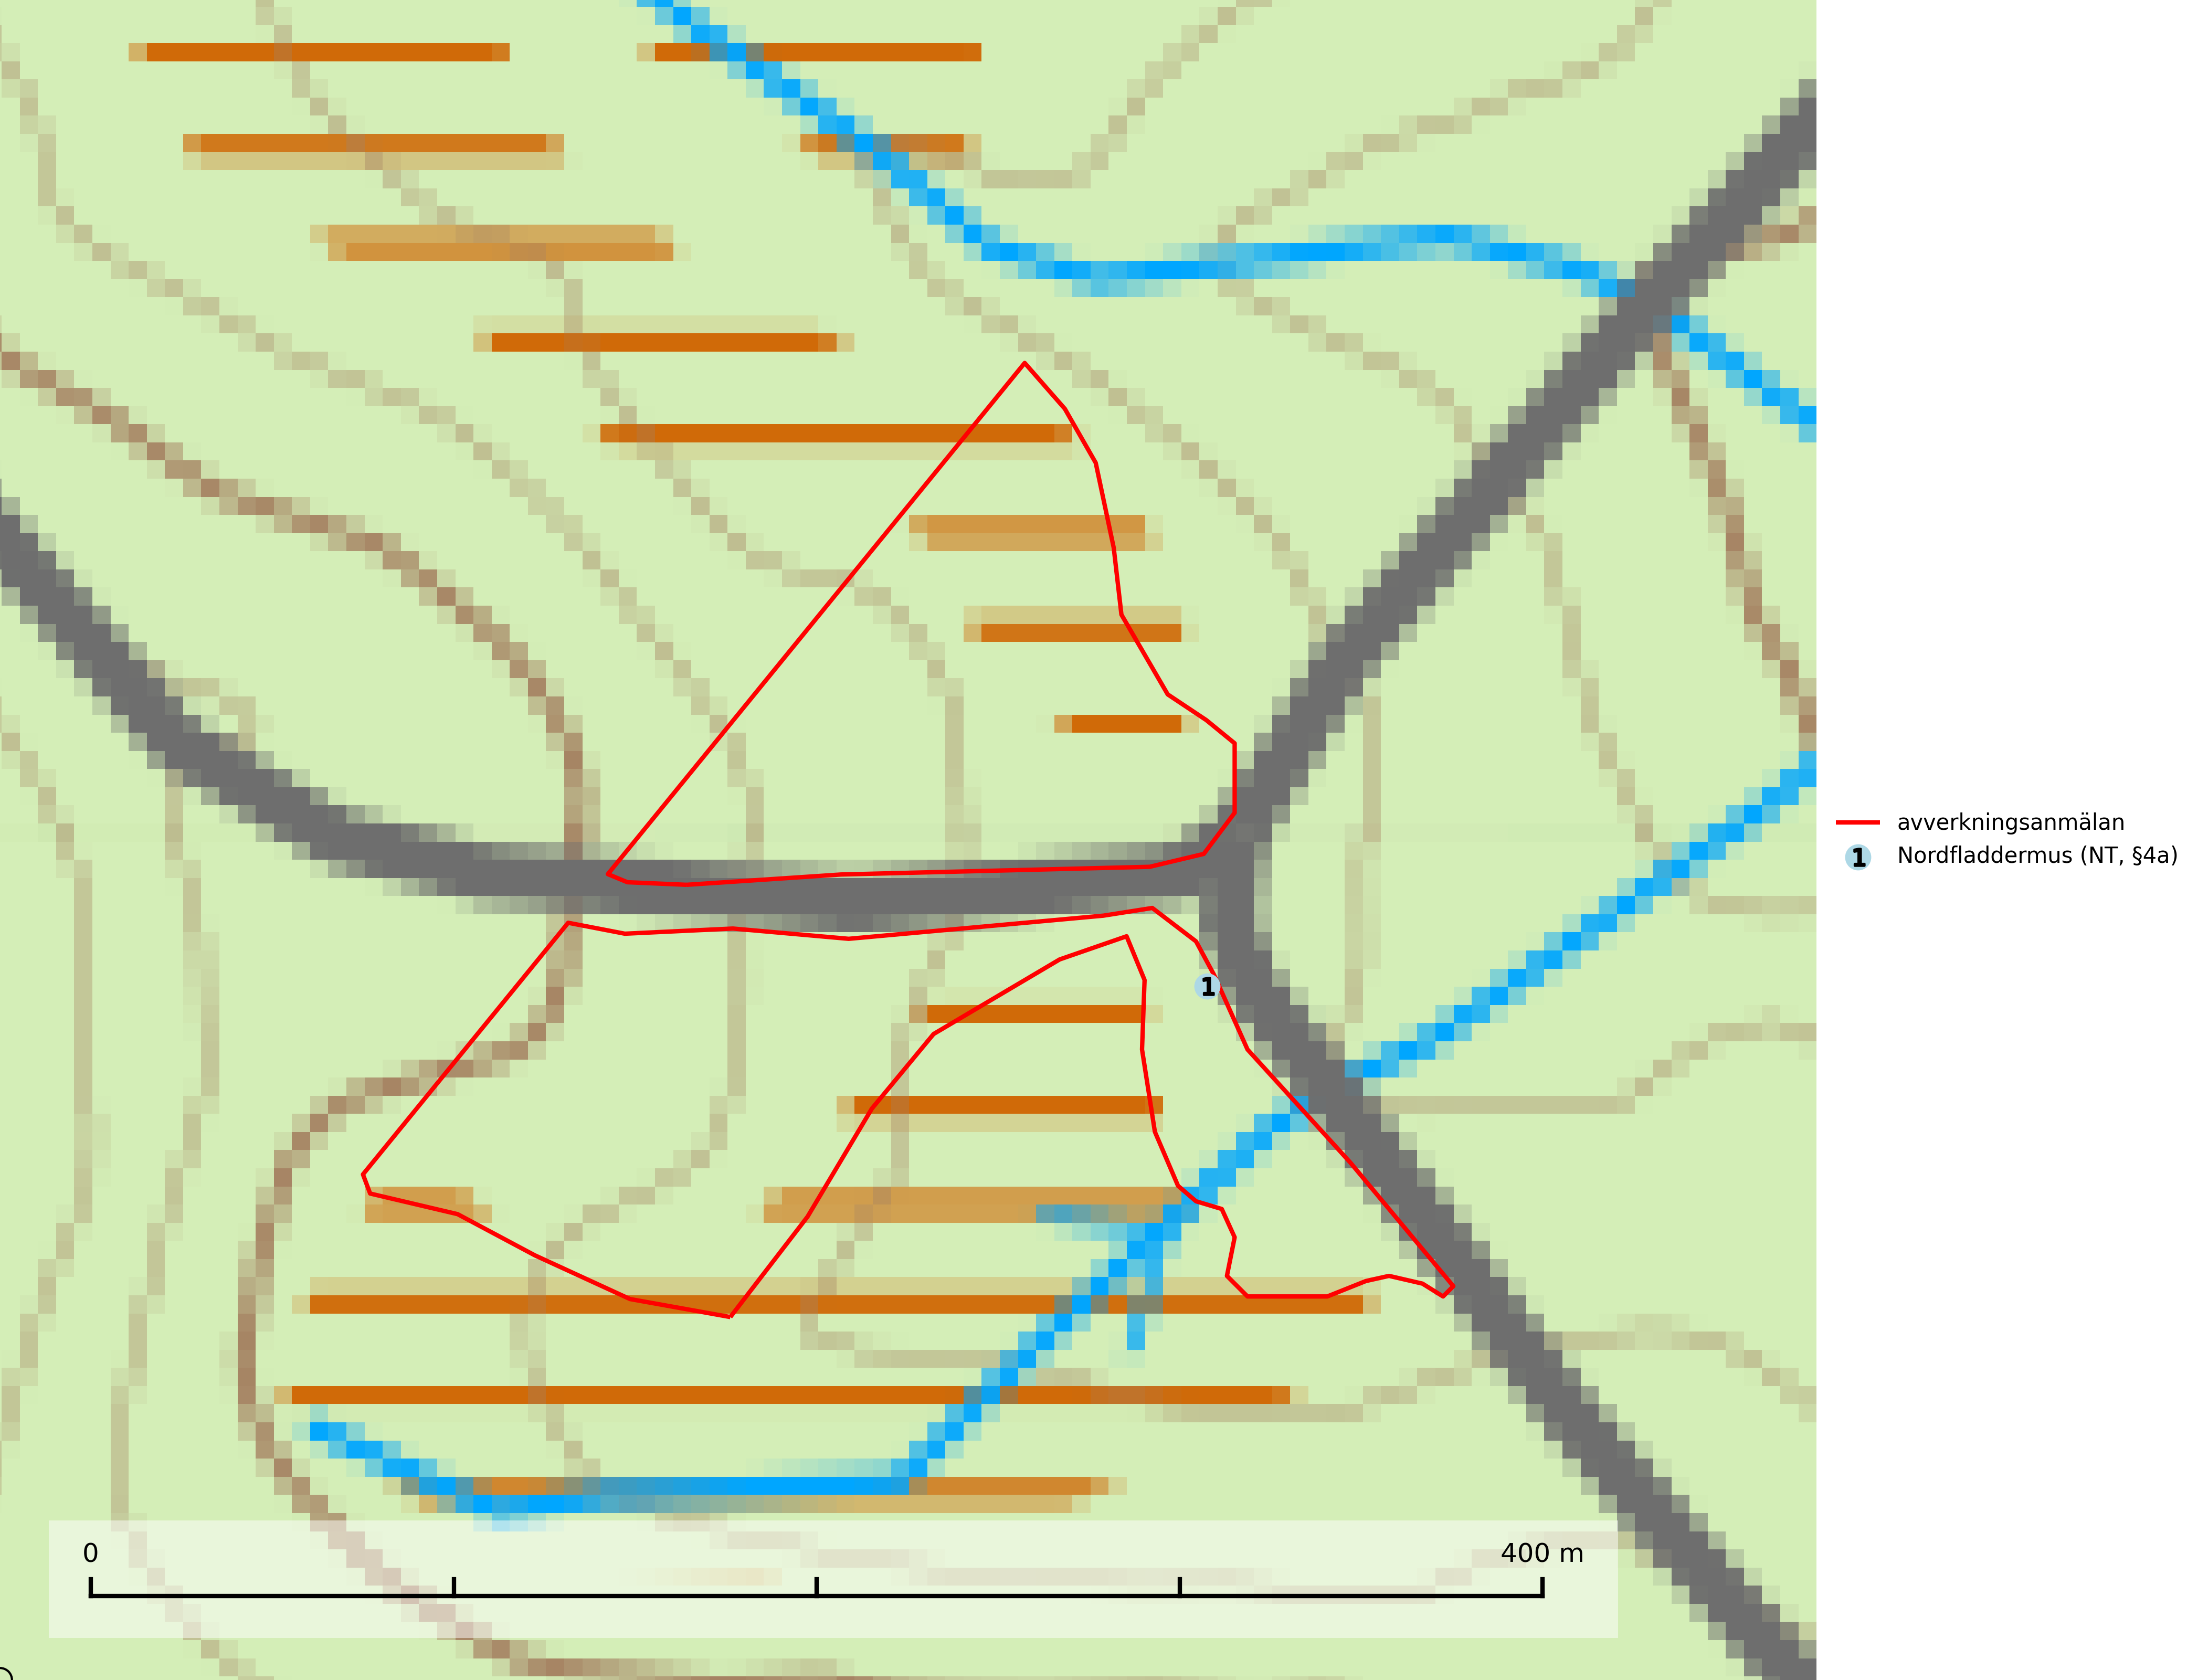 avverkningsanmälan
1 Nordfladdermus (NT, §4a)
1
0 400 m